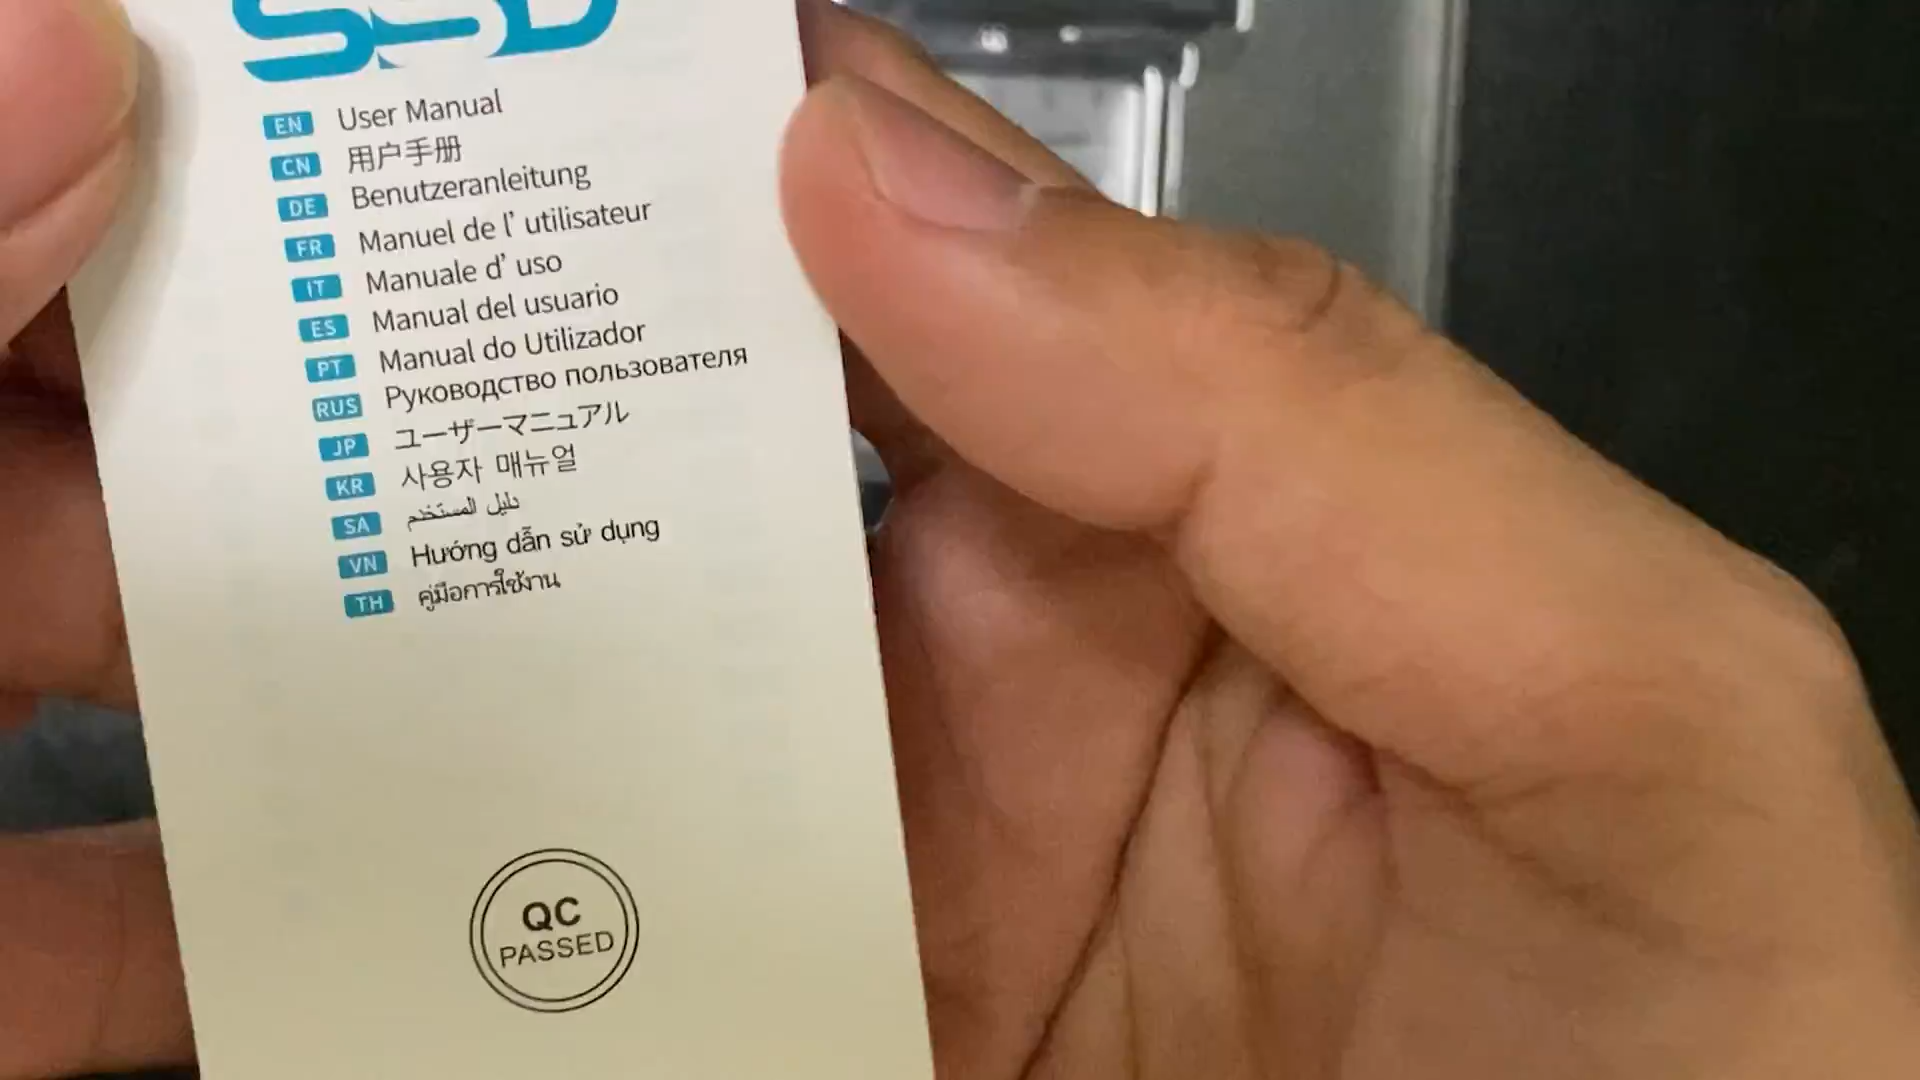 SSD
EN User Manual
CN 用户手册
DE Benutzeranleitung
FR Manuel de l’ utilisateur
IT Manuale d’ uso
ES Manual del usuario
PT Manual do Utilizador
RUS Руководство пользователя
JP ユーザーマニュアル
KR 사용자 매뉴얼
SA دليل المستخدم
VN Hướng dẫn sử dụng
TH คู่มือการใช้งาน
QC
PASSED